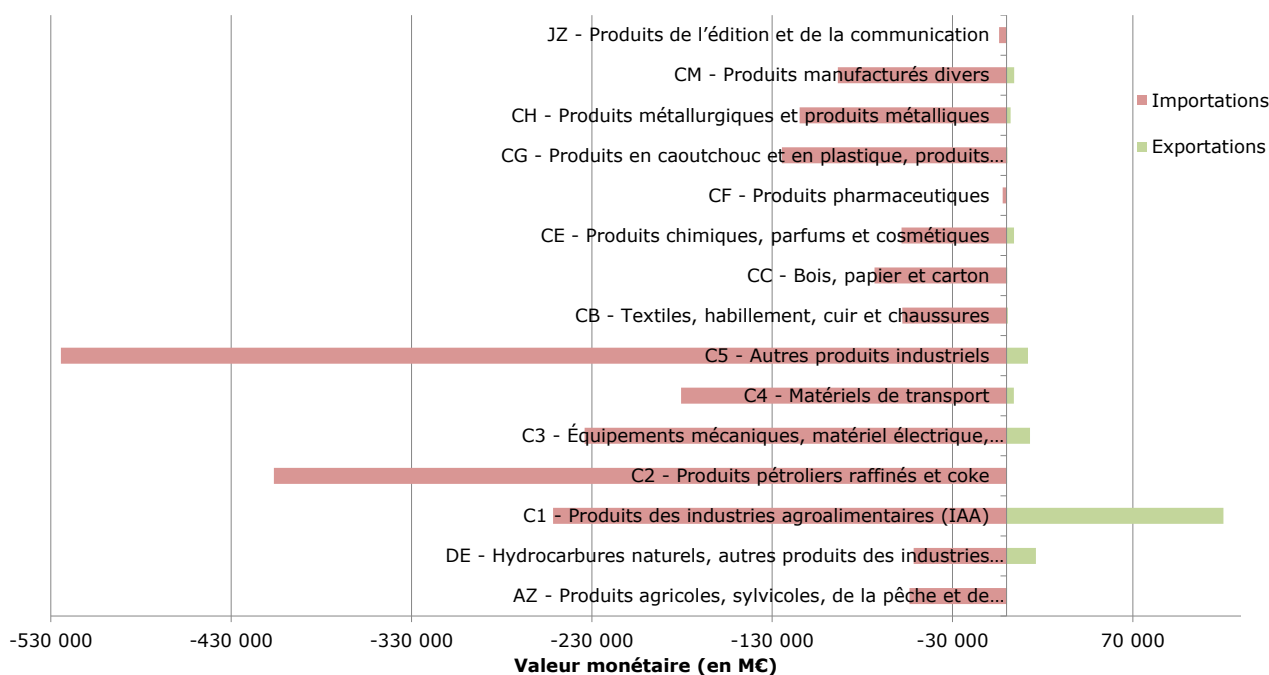 JZ - Produits de l'édition et de la communication
CM - Produits manufacturés divers
CH - Produits métallurgiques et produits métalliques
CG - Produits en caoutchouc et en plastique, produits...
CF - Produits pharmaceutiques
CE - Produits chimiques, parfums et cosmétiques
CC - Bois, papier et carton
CB - Textiles, habillement, cuir et chaussures
C5 - Autres produits industriels
C4 - Matériels de transport
C3 - Équipements mécaniques, matériel électrique,...
C2 - Produits pétroliers raffinés et coke
C1 - Produits des industries agroalimentaires (IAA)
DE - Hydrocarbures naturels, autres produits des industries...
AZ - Produits agricoles, sylvicoles, de la pêche et de...
Importations
Exportations
-530 000 -430 000 -330 000 -230 000 -130 000 -30 000 70 000
Valeur monétaire (en M€)